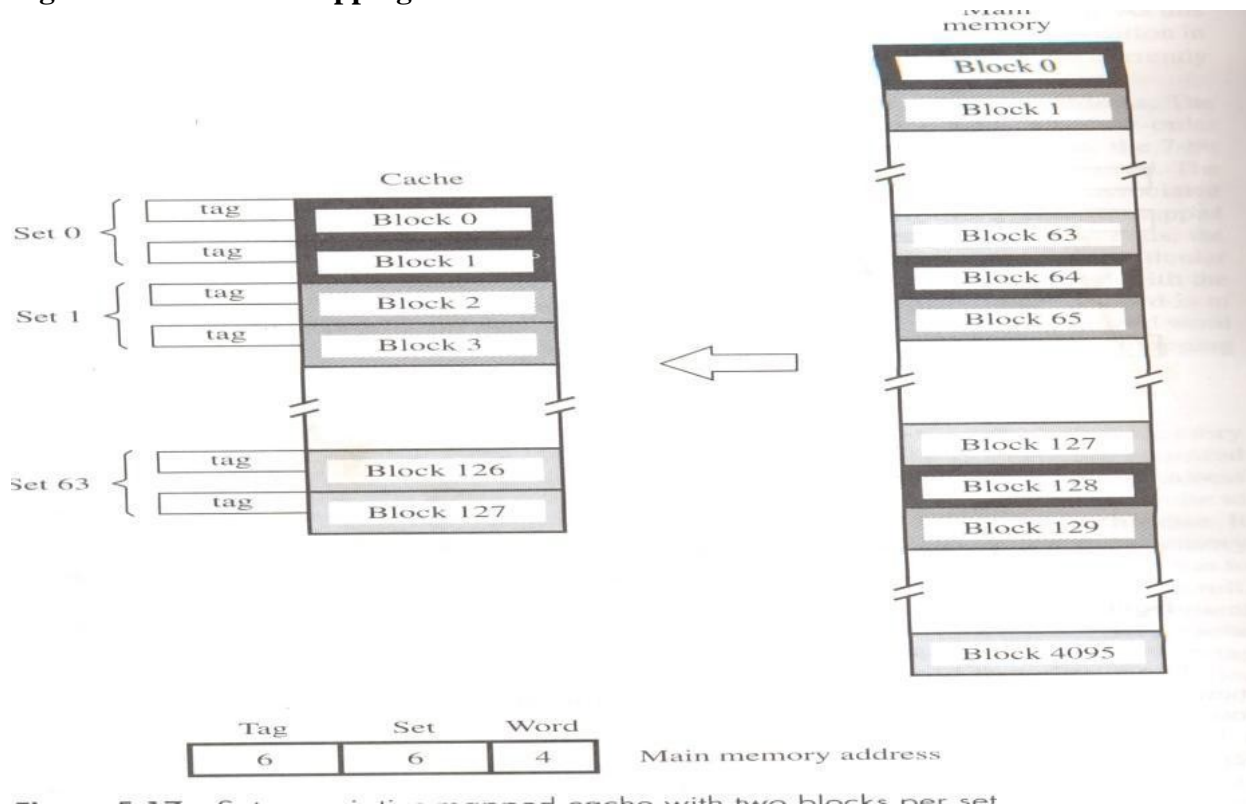 Main
memory
Block 0
Block 1
Block 63
Block 64
Block 65
Block 127
Block 128
Block 129
Block 4095
Cache
Set 0
tag
Block 0
tag
Block 1
Set 1
tag
Block 2
tag
Block 3
Set 63
tag
Block 126
tag
Block 127
Tag Set Word
6 6 4 Main memory address
Set-associative-mapped cache with two blocks per set